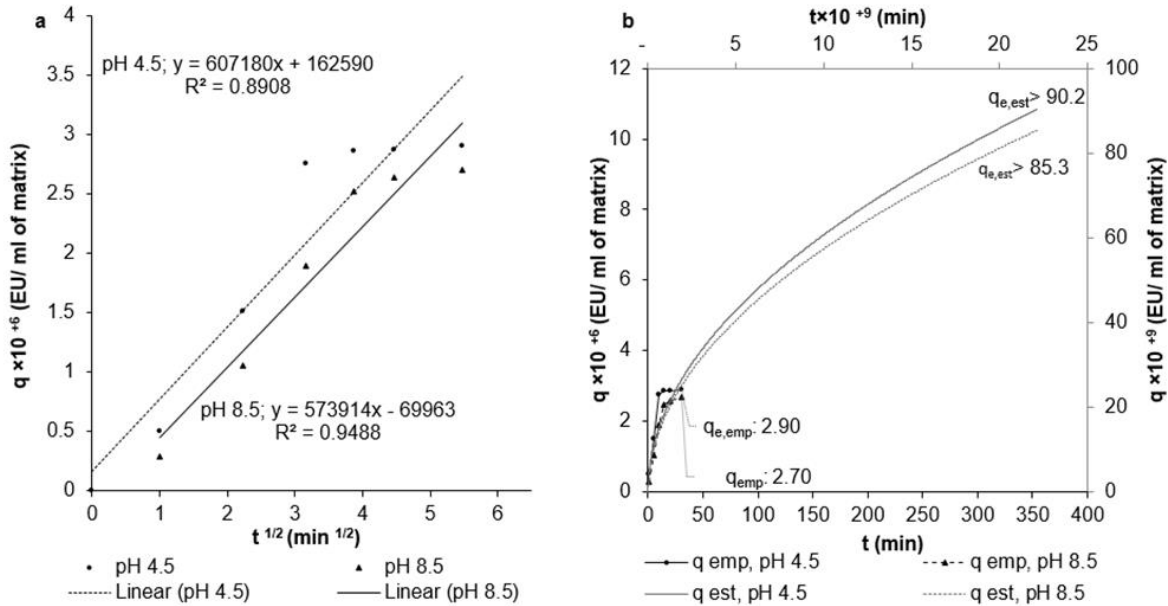 a
4
3.5
3
2.5
2
1.5
1
0.5
0
q ×10 +6 (EU/ ml of matrix)
pH 4.5; y = 607180x + 162590
R² = 0.8908
pH 8.5; y = 573914x - 69963
R² = 0.9488
0 1 2 3 4 5 6
t 1/2 (min 1/2)
pH 4.5 pH 8.5
Linear (pH 4.5) Linear (pH 8.5)
b
t×10 +9 (min)
- 5 10 15 20 25
12
10
8
6
4
2
0
q ×10 +6 (EU/ ml of matrix)
qe,est> 90.2
qe,est> 85.3
qe,emp: 2.90
qemp: 2.70
100
80
60
40
20
0
q ×10 +9 (EU/ ml of matrix)
0 50 100 150 200 250 300 350 400
t (min)
q emp, pH 4.5 q emp, pH 8.5
q est, pH 4.5 q est, pH 8.5